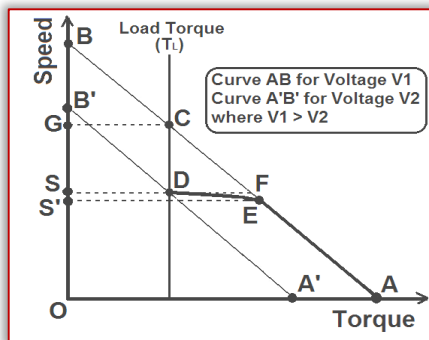 Speed
B
Load Torque
(TL)
Curve AB for Voltage V1
Curve A'B' for Voltage V2
where V1 > V2
B'
G
C
S
D
F
S'
E
O
A'
A
Torque